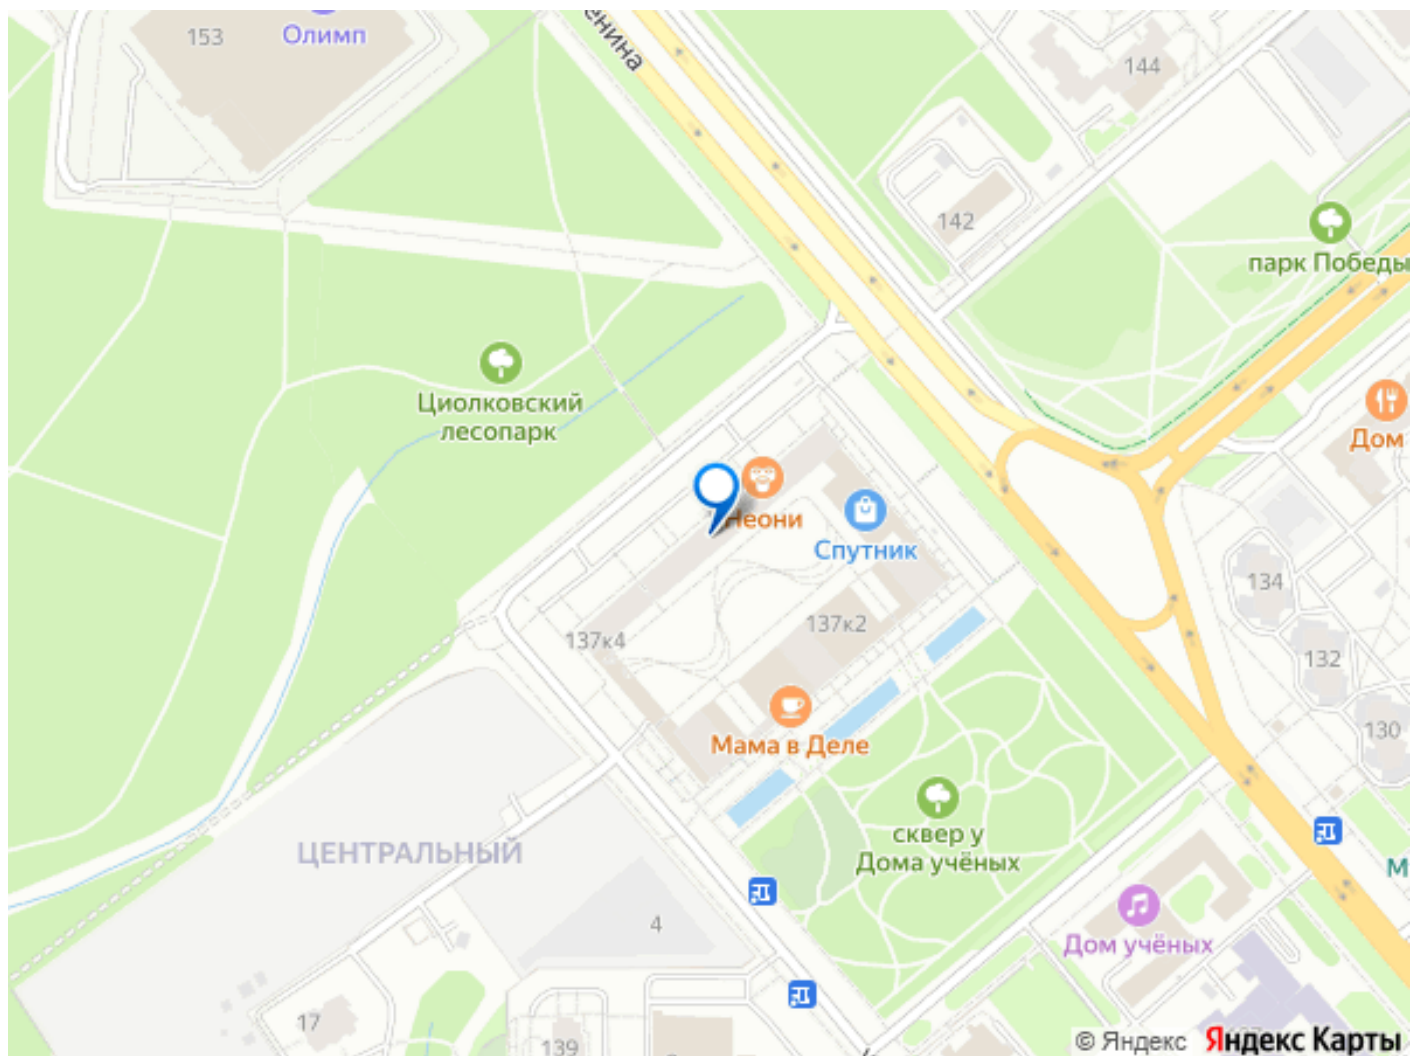 153
Олимп
енина
144
142
парк Победы
Циолковский
лесопарк
Дом
Неони
Спутник
134
137к4
137к2
132
130
Мама в Деле
ЦЕНТРАЛЬНЫЙ
сквер у
Дома учёных
М
4
Дом учёных
17
139
© Яндекс Яндекс Карты